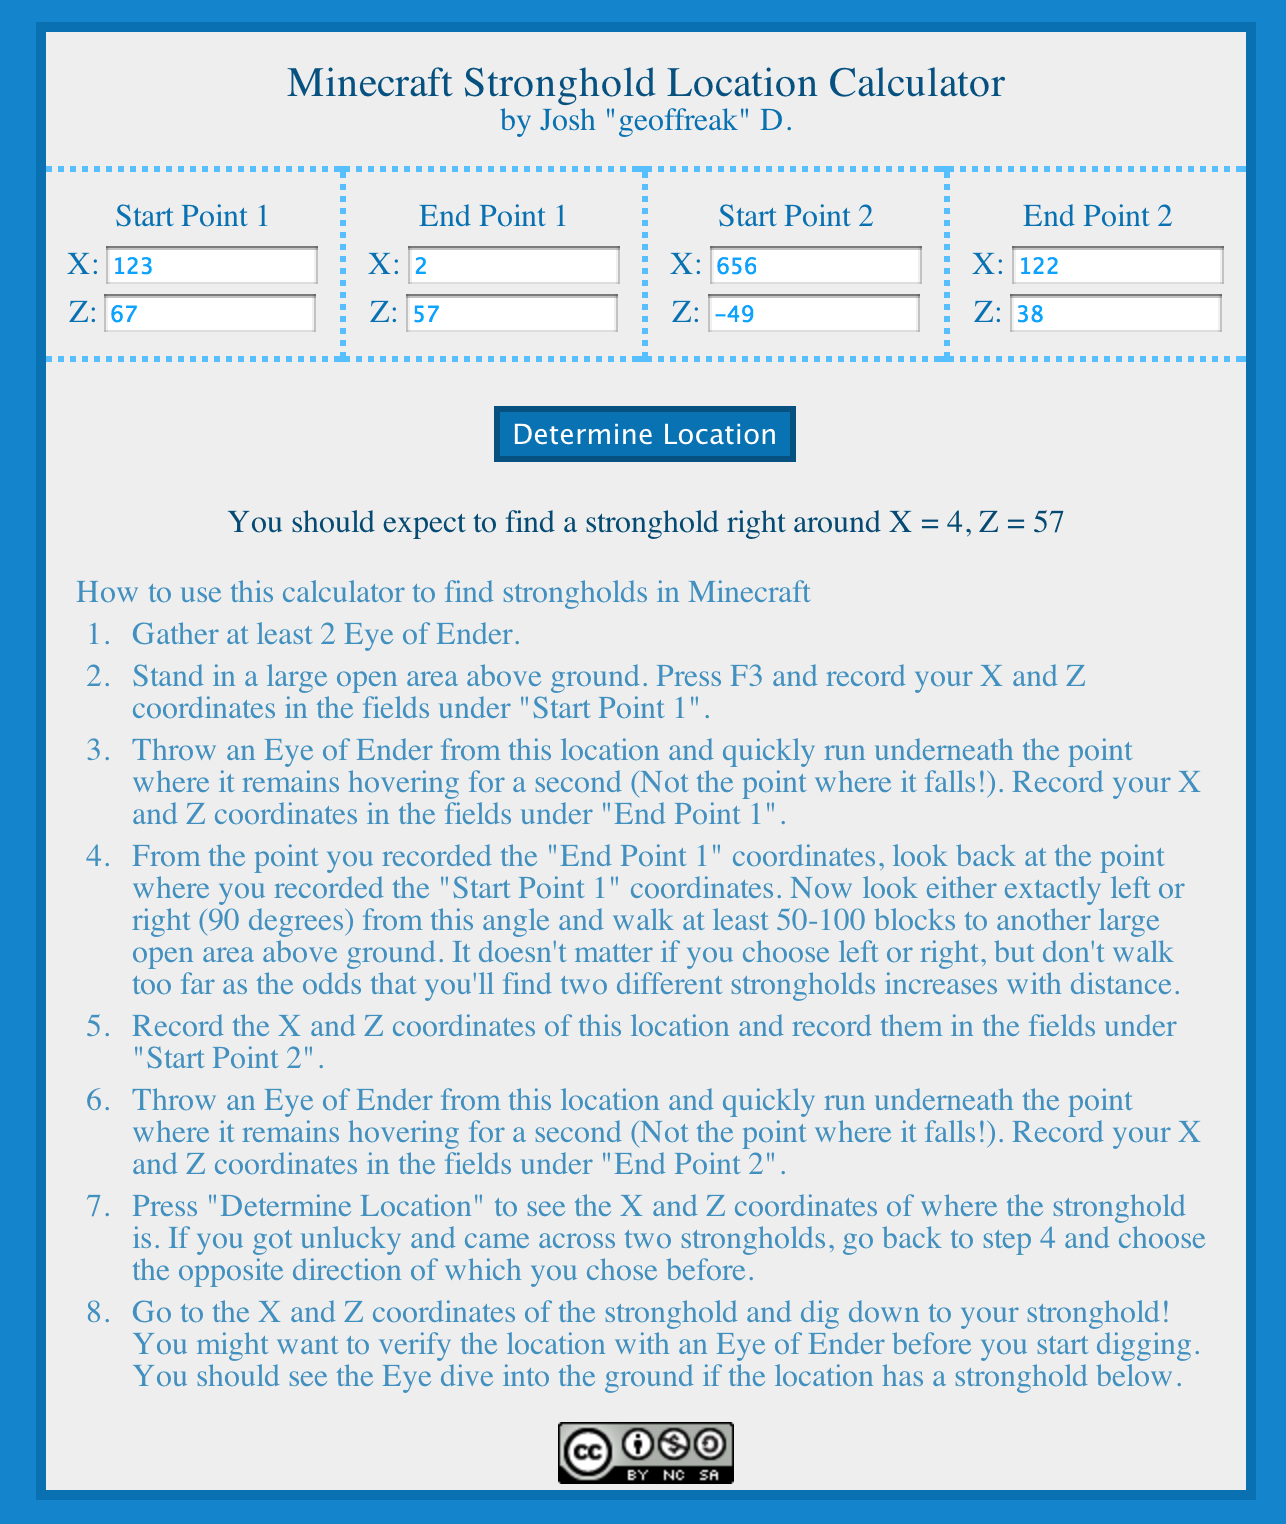 Minecraft Stronghold Location Calculator
by Josh "geoffreak" D.
Start Point 1
X: 123
Z: 67
End Point 1
X: 2
Z: 57
Start Point 2
X: 656
Z: -49
End Point 2
X: 122
Z: 38
Determine Location
You should expect to find a stronghold right around X = 4, Z = 57
How to use this calculator to find strongholds in Minecraft
1. Gather at least 2 Eye of Ender.
2. Stand in a large open area above ground. Press F3 and record your X and Z
coordinates in the fields under "Start Point 1".
3. Throw an Eye of Ender from this location and quickly run underneath the point
where it remains hovering for a second (Not the point where it falls!). Record your X
and Z coordinates in the fields under "End Point 1".
4. From the point you recorded the "End Point 1" coordinates, look back at the point
where you recorded the "Start Point 1" coordinates. Now look either extactly left or
right (90 degrees) from this angle and walk at least 50-100 blocks to another large
open area above ground. It doesn't matter if you choose left or right, but don't walk
too far as the odds that you'll find two different strongholds increases with distance.
5. Record the X and Z coordinates of this location and record them in the fields under
"Start Point 2".
6. Throw an Eye of Ender from this location and quickly run underneath the point
where it remains hovering for a second (Not the point where it falls!). Record your X
and Z coordinates in the fields under "End Point 2".
7. Press "Determine Location" to see the X and Z coordinates of where the stronghold
is. If you got unlucky and came across two strongholds, go back to step 4 and choose
the opposite direction of which you chose before.
8. Go to the X and Z coordinates of the stronghold and dig down to your stronghold!
You might want to verify the location with an Eye of Ender before you start digging.
You should see the Eye dive into the ground if the location has a stronghold below.
cc
BY NC SA